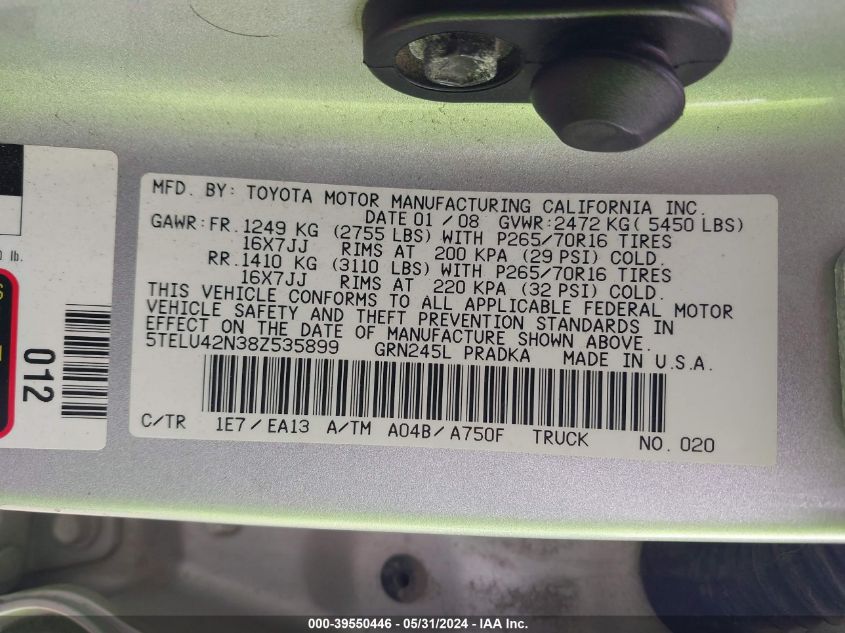 MFD. BY: TOYOTA MOTOR MANUFACTURING CALIFORNIA INC.
DATE 01 / 08 GVWR: 2472 KG( 5450 LBS)
GAWR: FR. 1249 KG (2755 LBS) WITH P265/70R16 TIRES
16X7JJ RIMS AT 200 KPA (29 PSI) COLD.
RR. 1410 KG (3110 LBS) WITH P265/70R16 TIRES
16X7JJ RIMS AT 220 KPA (32 PSI) COLD.
THIS VEHICLE CONFORMS TO ALL APPLICABLE FEDERAL MOTOR
VEHICLE SAFETY AND THEFT PREVENTION STANDARDS IN
EFFECT ON THE DATE OF MANUFACTURE SHOWN ABOVE.
5TELU42N38Z535899 GRN245L PRADKA MADE IN U.S.A.
C/TR 1E7 / EA13 A/TM A04B / A750F TRUCK NO. 020
lb.
012
000-39550446 - 05/31/2024 - IAA Inc.